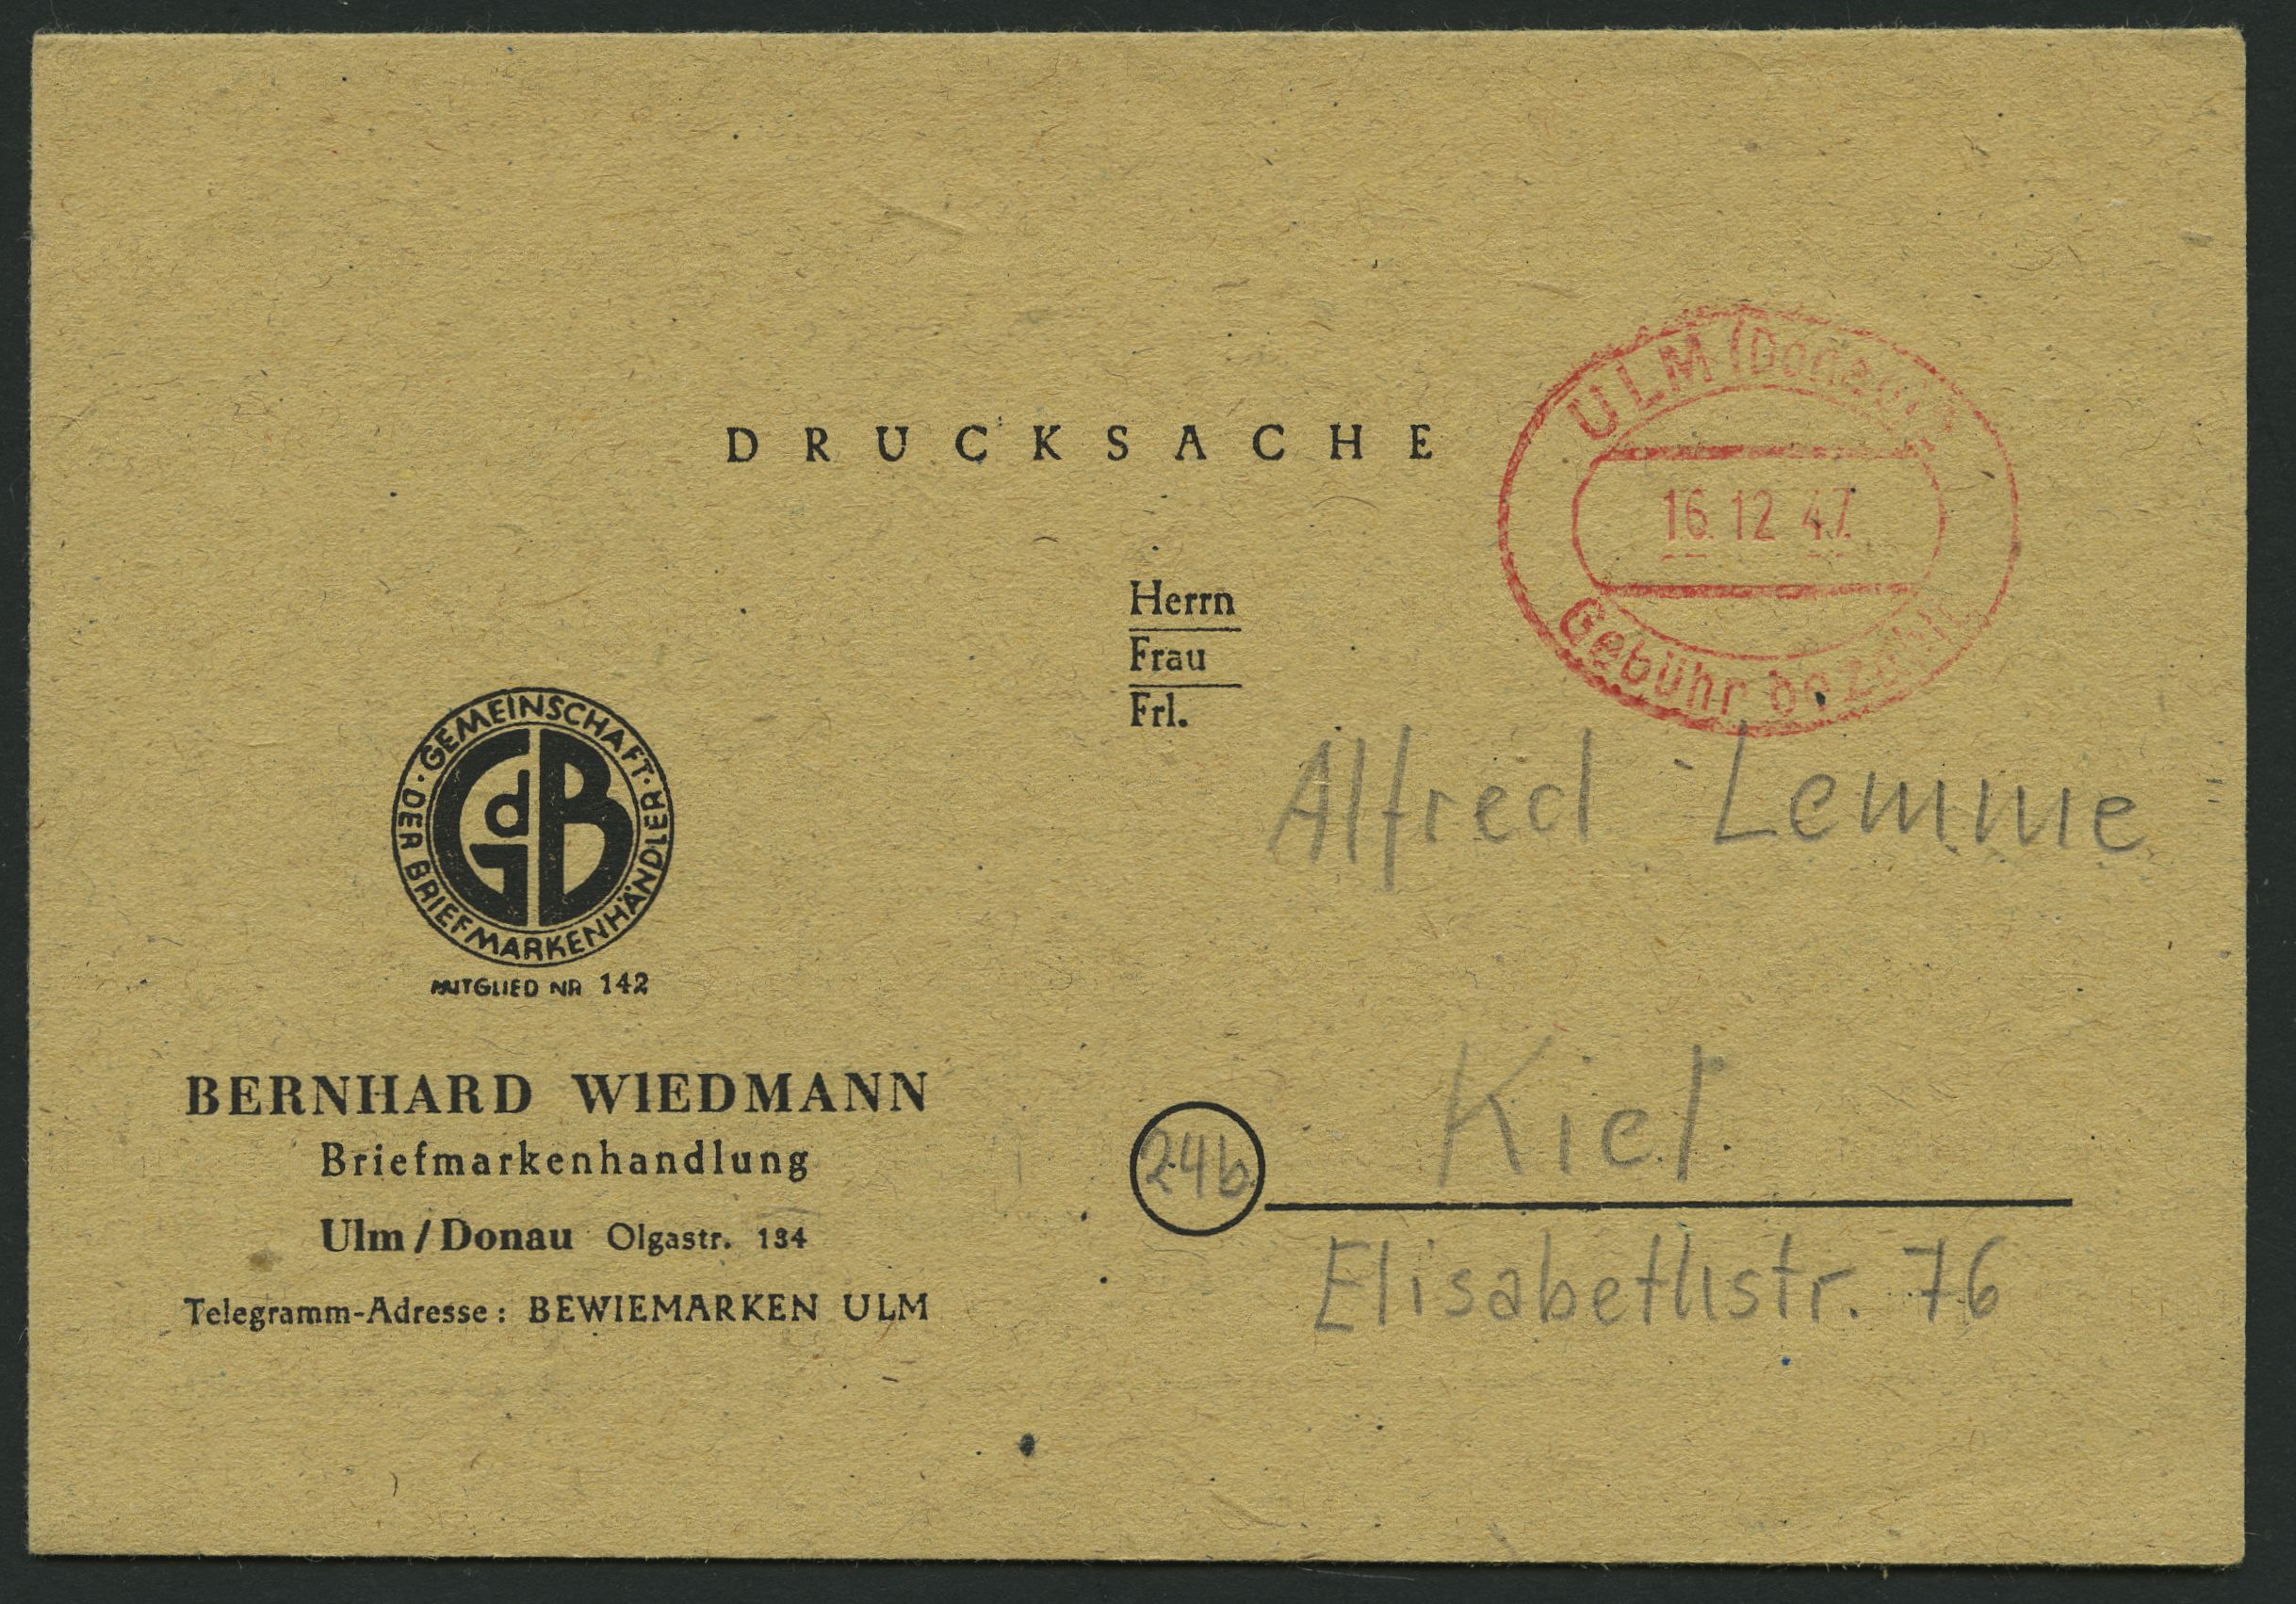 DRUCKSACHE
ULM (Donau)
16.12.47
Gebühr bezahlt
Herrn
Frau
Frl.
Alfred Lemme
GEMEINSCHAFT · DER BRIEFMARKENHÄNDLER ·
GdB
MITGLIED NR 142
BERNHARD WIEDMANN
Briefmarkenhandlung
Ulm / Donau Olgastr. 134
Telegramm-Adresse: BEWIEMARKEN ULM
24b Kiel
Elisabethstr. 76